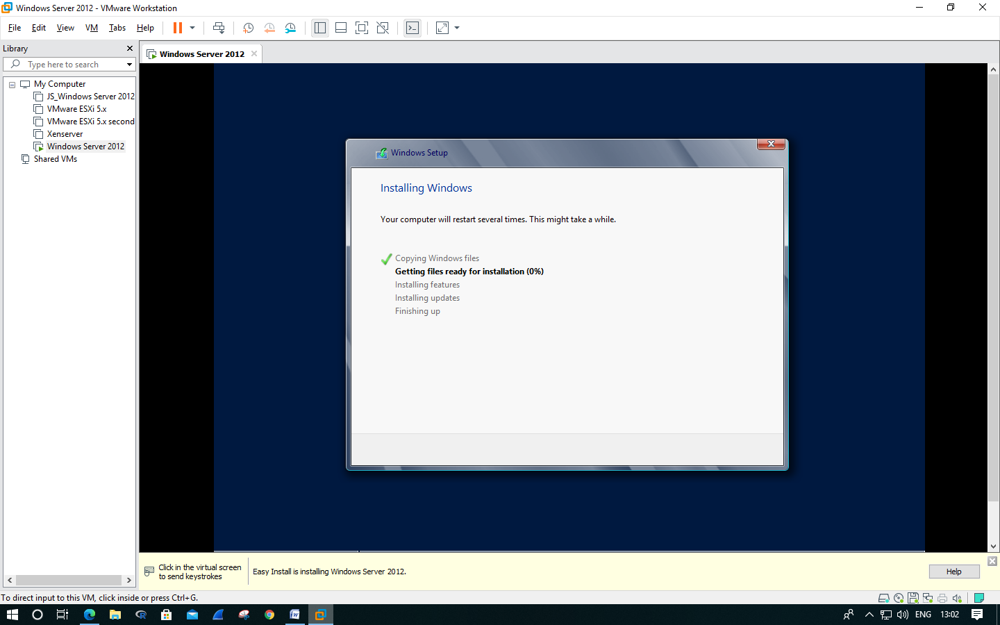 Windows Server 2012 - VMware Workstation
File Edit View VM Tabs Help
Library
Type here to search
My Computer
JS_Windows Server 2012
VMware ESXi 5.x
VMware ESXi 5.x second
Xenserver
Windows Server 2012
Shared VMs
Windows Server 2012
Windows Setup
Installing Windows
Your computer will restart several times. This might take a while.
Copying Windows files
Getting files ready for installation (0%)
Installing features
Installing updates
Finishing up
Click in the virtual screen
to send keystrokes
Easy Install is installing Windows Server 2012.
Help
To direct input to this VM, click inside or press Ctrl+G.
ENG 13:02